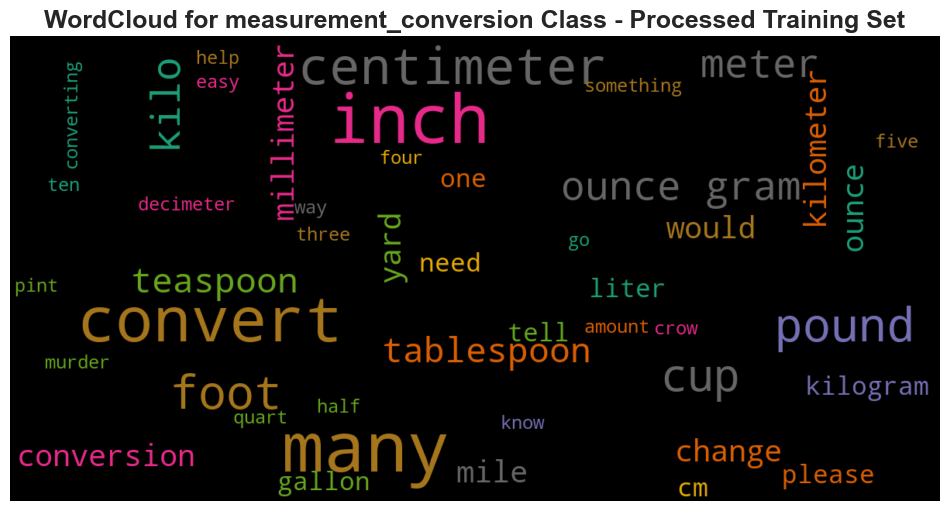 WordCloud for measurement_conversion Class - Processed Training Set
help
centimeter
meter
kilo
millimeter
converting
easy
something
inch
kilometer
five
four
one
ten
ounce gram
ounce
decimeter
way
three
yard
would
go
need
teaspoon
pint
liter
convert
tell
amount
crow
pound
murder
tablespoon
foot
cup
kilogram
half
quart
know
many
conversion
mile
change
gallon
please
cm